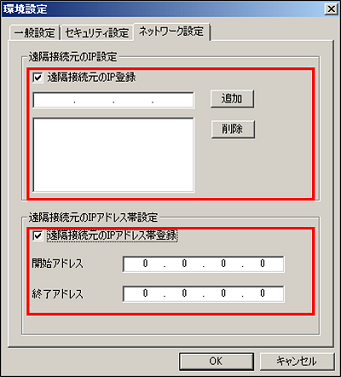 環境設定
一般設定 セキュリティ設定 ネットワーク設定
遠隔接続元のIP設定
遠隔接続元のIP登録
. . . 追加
削除
遠隔接続元のIPアドレス帯設定
遠隔接続元のIPアドレス帯登録
開始アドレス 0 . 0 . 0 . 0
終了アドレス 0 . 0 . 0 . 0
OK キャンセル